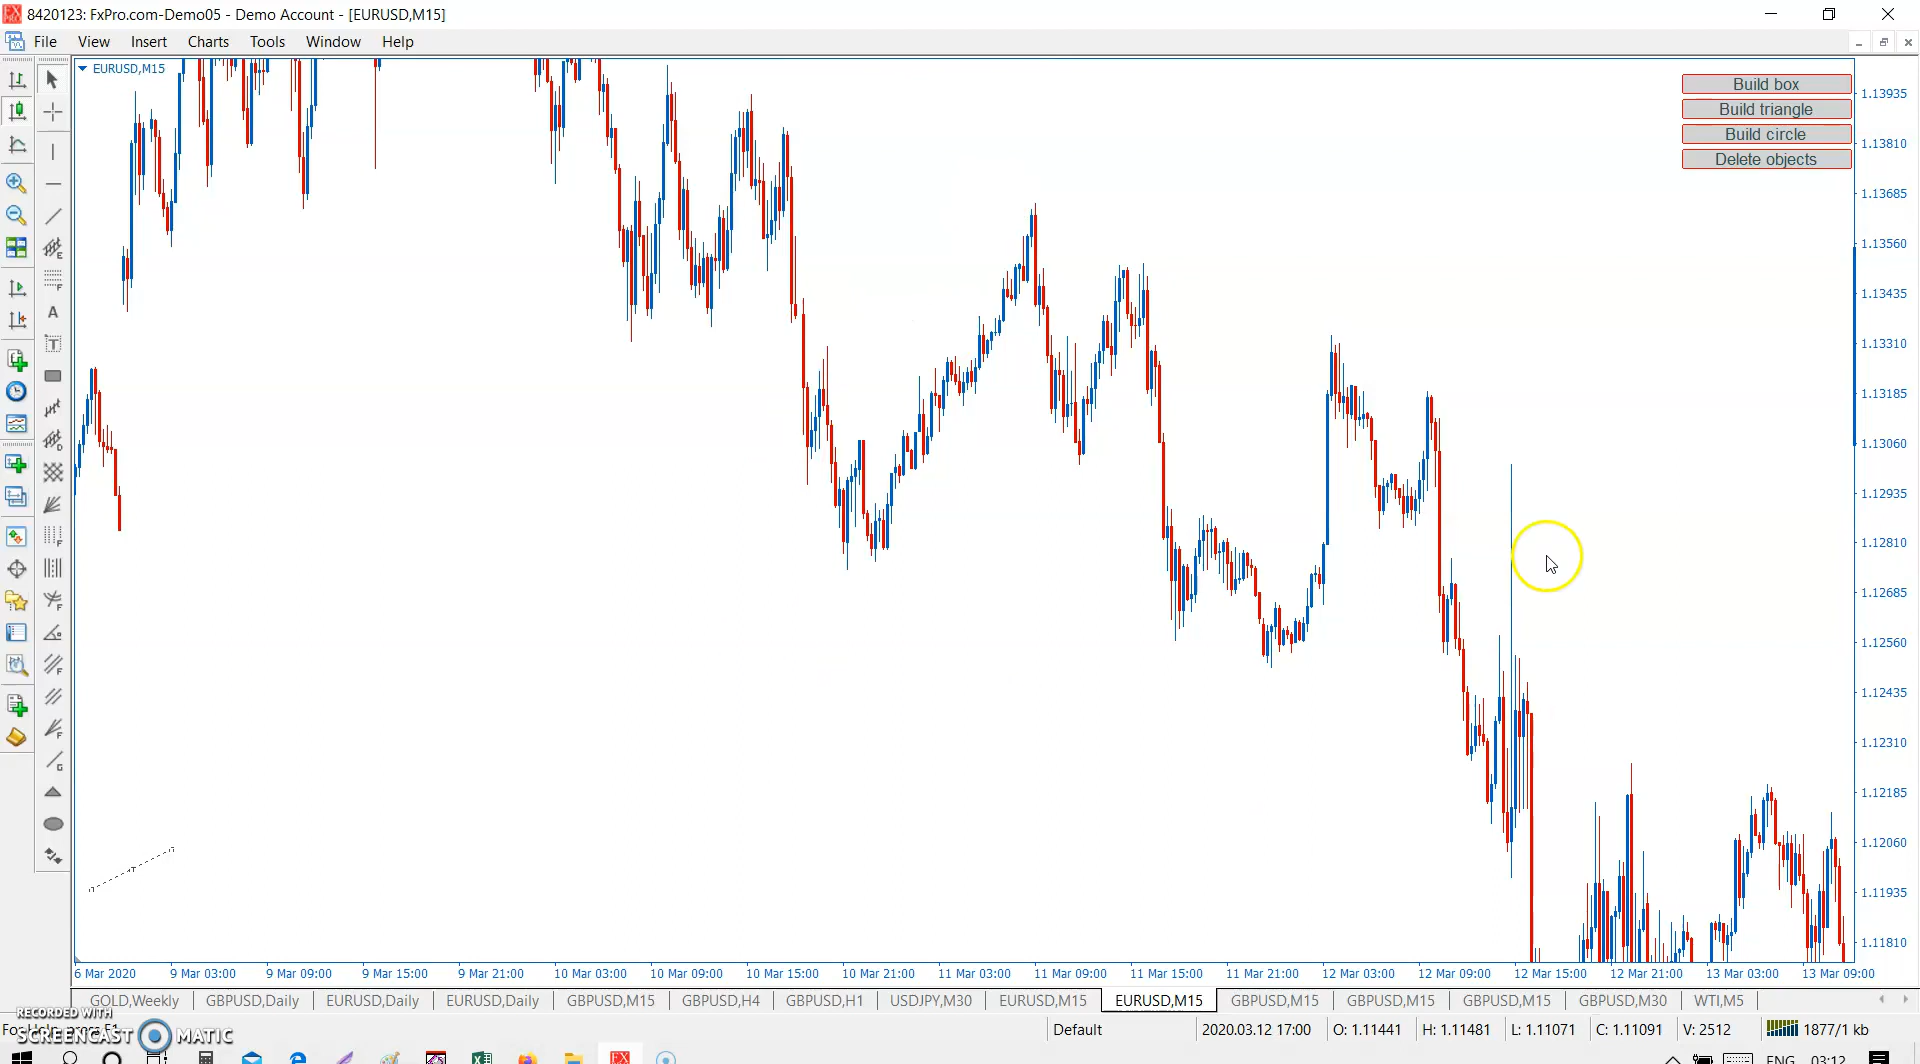 8420123: FxPro.com-Demo05 - Demo Account - [EURUSD,M15]
File View Insert Charts Tools Window Help
EURUSD,M15
Build box
Build triangle
Build circle
Delete objects
1.13935
1.13810
1.13685
1.13560
1.13435
1.13310
1.13185
1.13060
1.12935
1.12810
1.12685
1.12560
1.12435
1.12310
1.12185
1.12060
1.11935
1.11810
6 Mar 2020 9 Mar 03:00 9 Mar 09:00 9 Mar 15:00 9 Mar 21:00 10 Mar 03:00 10 Mar 09:00 10 Mar 15:00 10 Mar 21:00 11 Mar 03:00 11 Mar 09:00 11 Mar 15:00 11 Mar 21:00 12 Mar 03:00 12 Mar 09:00 12 Mar 15:00 12 Mar 21:00 13 Mar 03:00 13 Mar 09:00
GOLD,Weekly GBPUSD,Daily EURUSD,Daily EURUSD,Daily GBPUSD,M15 GBPUSD,H4 GBPUSD,H1 USDJPY,M30 EURUSD,M15 EURUSD,M15 GBPUSD,M15 GBPUSD,M15 GBPUSD,M15 GBPUSD,M30 WTI,M5
RECORDED WITH
SCREENCAST MATIC
For Help, press F1
Default 2020.03.12 17:00 O: 1.11441 H: 1.11481 L: 1.11071 C: 1.11091 V: 2512 1877/1 kb
ENG 03:12